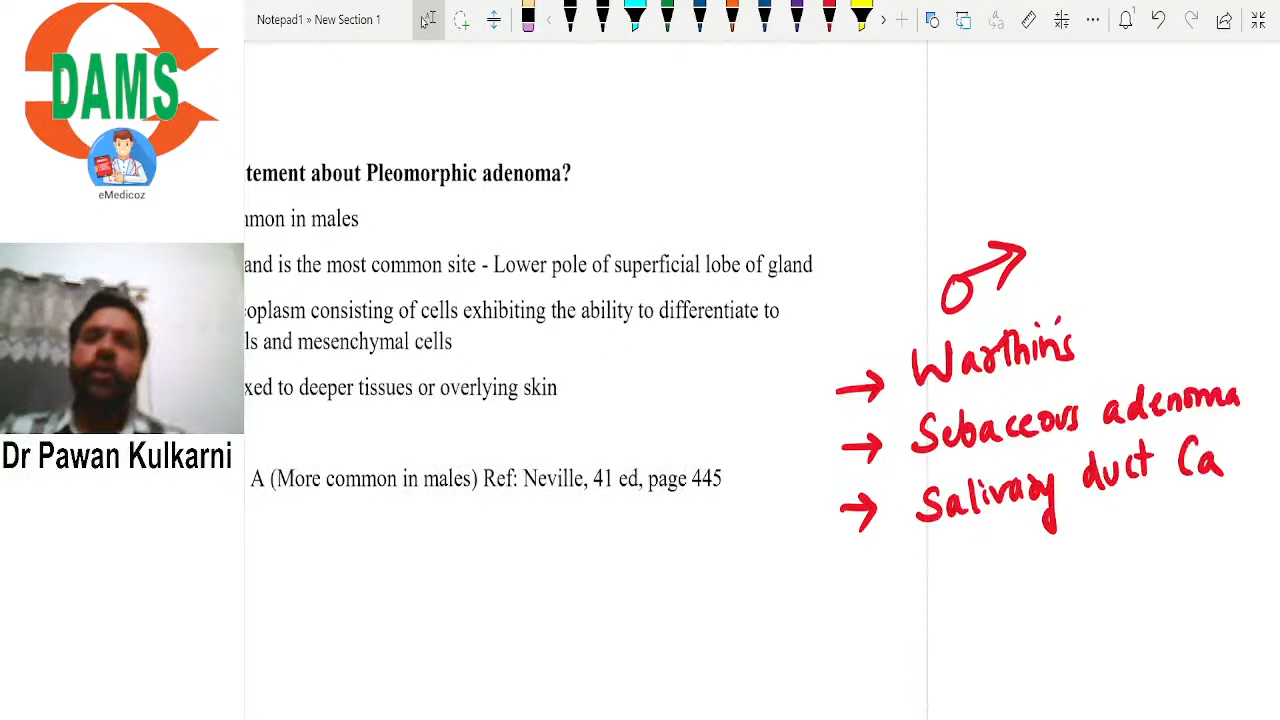 Notepad1 » New Section 1
DAMS
eMedicoz
tement about Pleomorphic adenoma?
nmon in males
and is the most common site - Lower pole of superficial lobe of gland
oplasm consisting of cells exhibiting the ability to differentiate to
ls and mesenchymal cells
xed to deeper tissues or overlying skin
A (More common in males) Ref: Neville, 41 ed, page 445
♂
→ Warthin's
→ Sebaceous adenoma
→ Salivary duct Ca
Dr Pawan Kulkarni